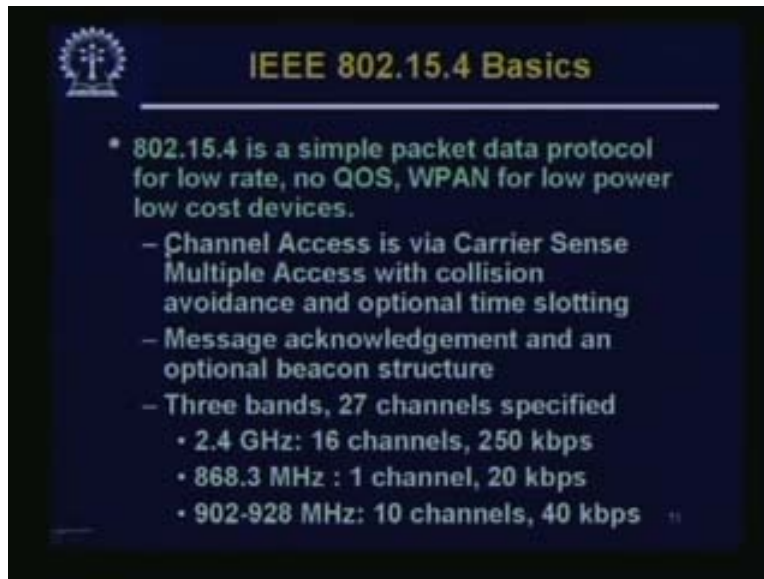 IEEE 802.15.4 Basics
* 802.15.4 is a simple packet data protocol
for low rate, no QOS, WPAN for low power
low cost devices.
– Channel Access is via Carrier Sense
Multiple Access with collision
avoidance and optional time slotting
– Message acknowledgement and an
optional beacon structure
– Three bands, 27 channels specified
• 2.4 GHz: 16 channels, 250 kbps
• 868.3 MHz : 1 channel, 20 kbps
• 902-928 MHz: 10 channels, 40 kbps